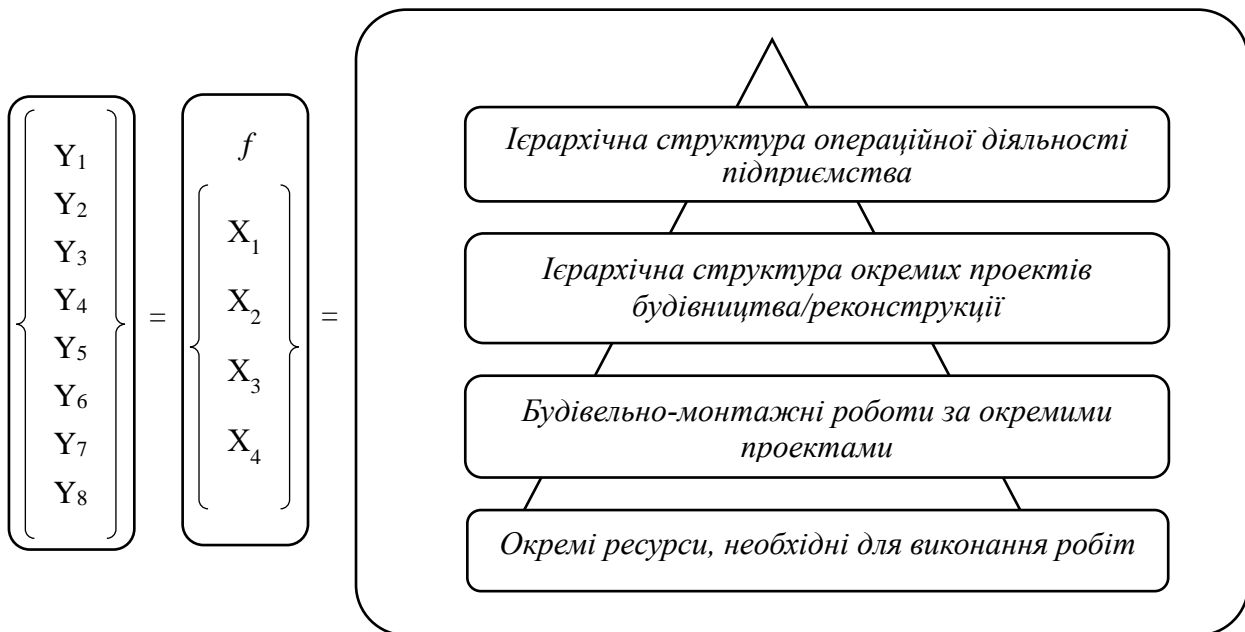 Y1
Y2
Y3
Y4
Y5
Y6
Y7
Y8
=
f
X1
X2
X3
X4
=
Ієрархічна структура операційної діяльності
підприємства
Ієрархічна структура окремих проектів
будівництва/реконструкції
Будівельно-монтажні роботи за окремими
проектами
Окремі ресурси, необхідні для виконання робіт